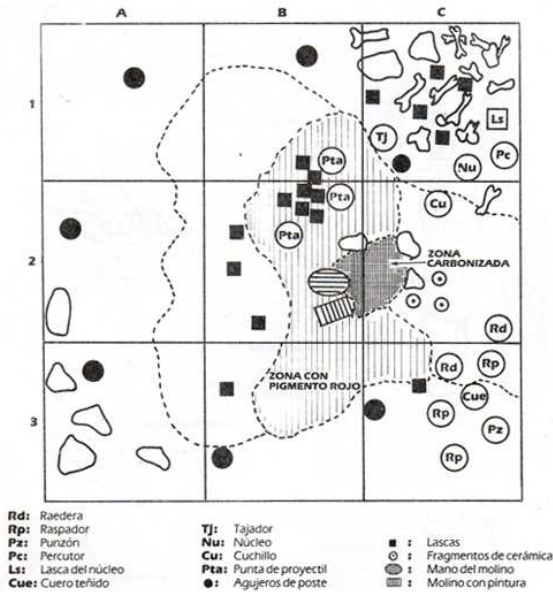 A B C
1
Pta
Tj
Ls
Nu
Pc
Pta
Cu
Pta
2
ZONA
CARBONIZADA
Rd
ZONA CON
PIGMENTO ROJO
Rd
Rp
Cue
Rp
3
Pz
Rp
Rd: Raedera
Rp: Raspador
Pz: Punzón
Pc: Percutor
Ls: Lasca del núcleo
Cue: Cuero teñido
Tj: Tajador
Nu: Núcleo
Cu: Cuchillo
Pta: Punta de proyectil
: Agujeros de poste
: Lascas
: Fragmentos de cerámica
: Mano del molino
: Molino con pintura